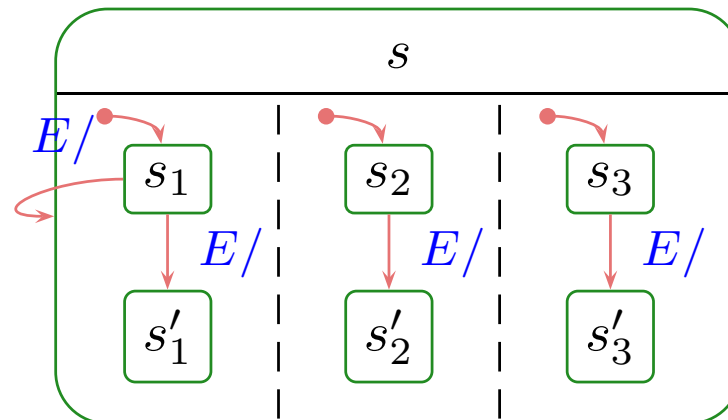 s
E/
s₁ s₂ s₃
E/ E/ E/
s′₁ s′₂ s′₃